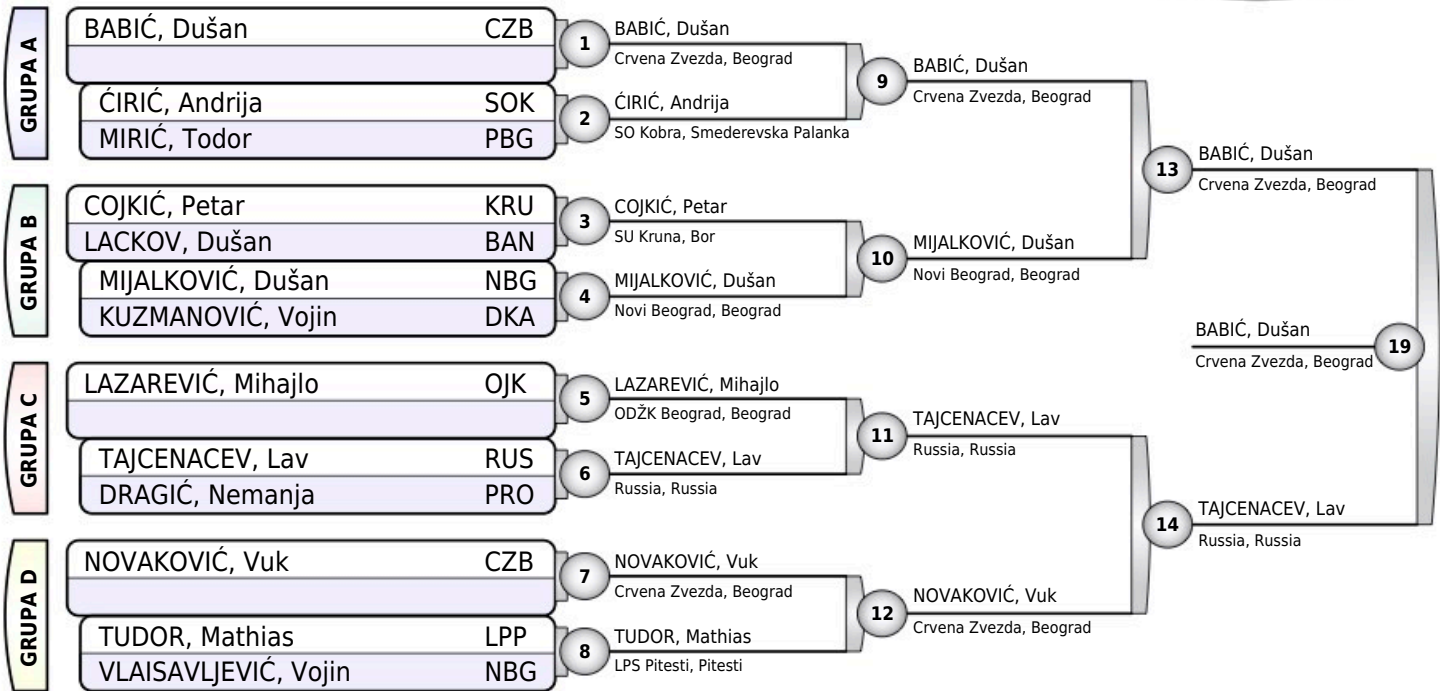 GRUPA A
BABIĆ, Dušan CZB
ĆIRIĆ, Andrija SOK
MIRIĆ, Todor PBG
GRUPA B
COJKIĆ, Petar KRU
LACKOV, Dušan BAN
MIJALKOVIĆ, Dušan NBG
KUZMANOVIĆ, Vojin DKA
GRUPA C
LAZAREVIĆ, Mihajlo OJK
TAJCENACEV, Lav RUS
DRAGIĆ, Nemanja PRO
GRUPA D
NOVAKOVIĆ, Vuk CZB
TUDOR, Mathias LPP
VLAISAVLJEVIĆ, Vojin NBG
1
BABIĆ, Dušan
Crvena Zvezda, Beograd
2
ĆIRIĆ, Andrija
SO Kobra, Smederevska Palanka
3
COJKIĆ, Petar
SU Kruna, Bor
4
MIJALKOVIĆ, Dušan
Novi Beograd, Beograd
5
LAZAREVIĆ, Mihajlo
ODŽK Beograd, Beograd
6
TAJCENACEV, Lav
Russia, Russia
7
NOVAKOVIĆ, Vuk
Crvena Zvezda, Beograd
8
TUDOR, Mathias
LPS Pitesti, Pitesti
9
BABIĆ, Dušan
Crvena Zvezda, Beograd
10
MIJALKOVIĆ, Dušan
Novi Beograd, Beograd
11
TAJCENACEV, Lav
Russia, Russia
12
NOVAKOVIĆ, Vuk
Crvena Zvezda, Beograd
13
BABIĆ, Dušan
Crvena Zvezda, Beograd
14
TAJCENACEV, Lav
Russia, Russia
BABIĆ, Dušan
Crvena Zvezda, Beograd
19